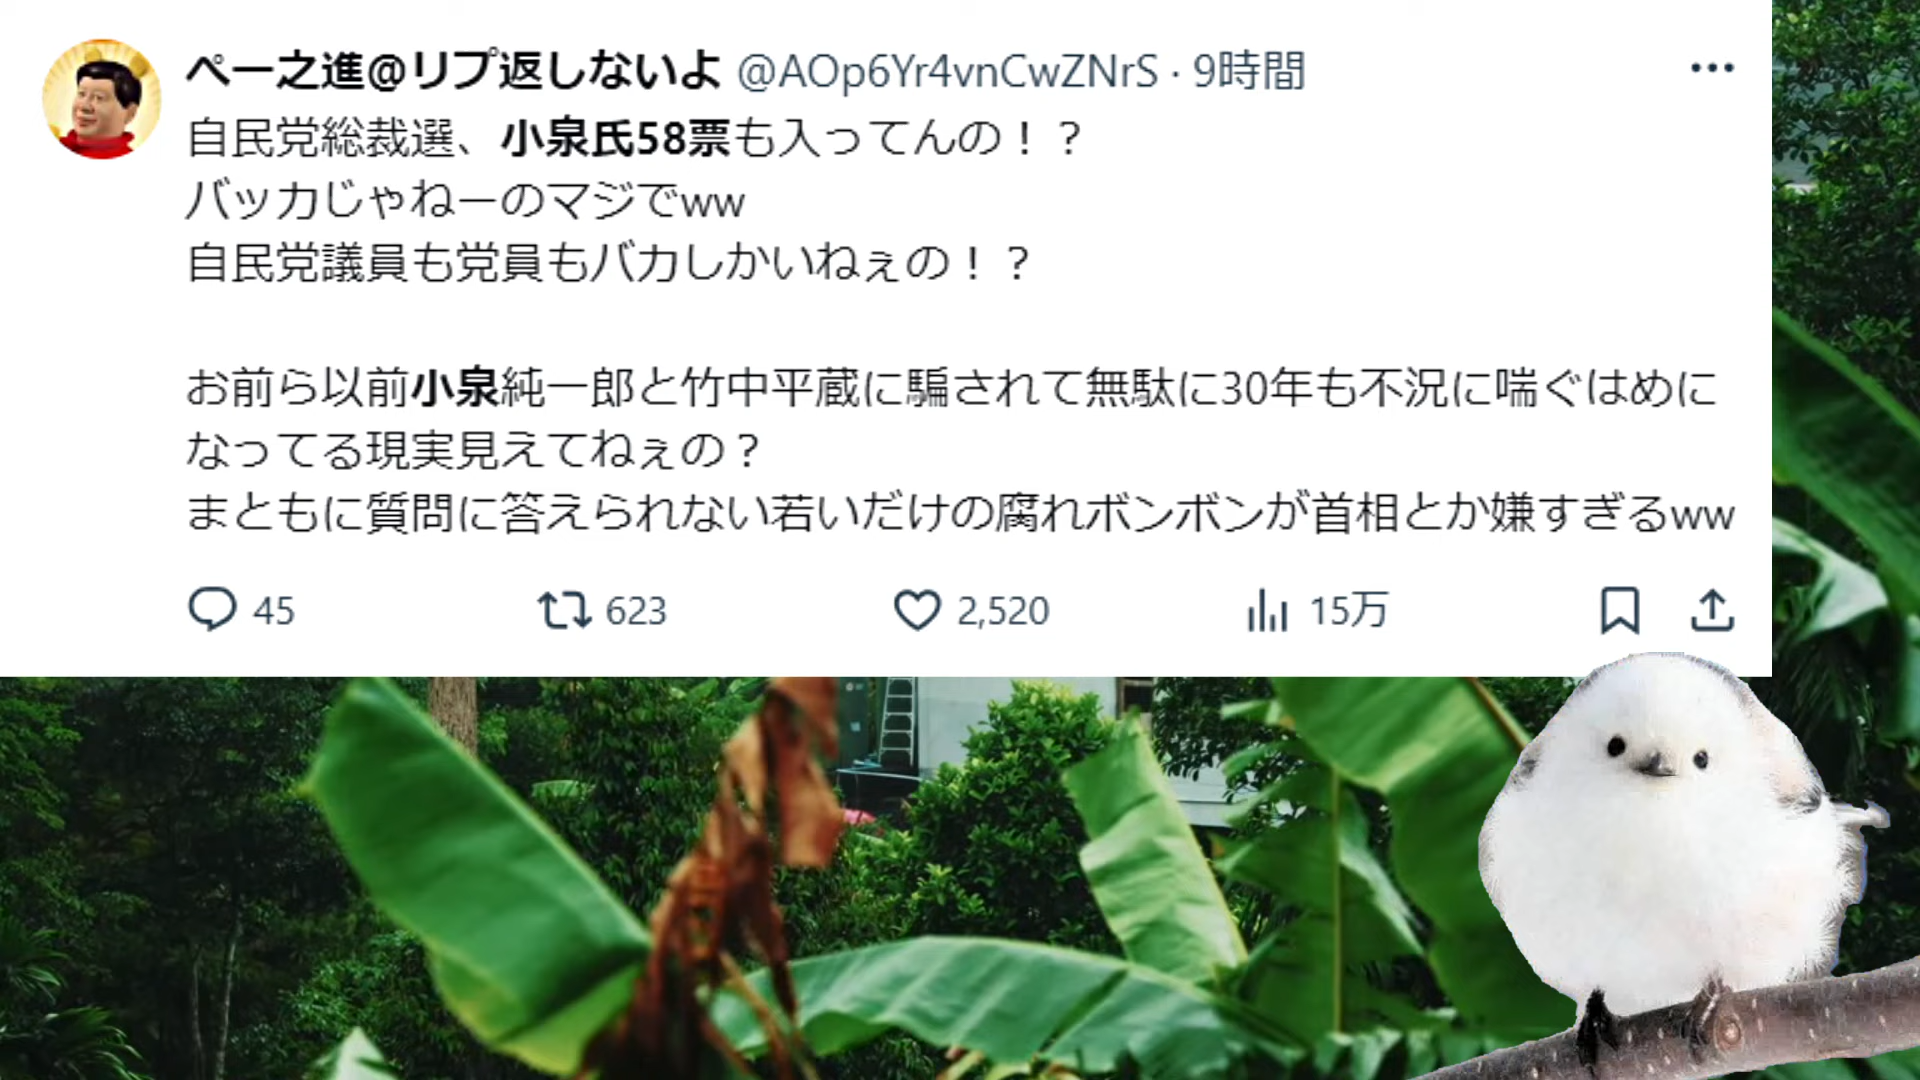 ぺー之進@リプ返しないよ @AOp6Yr4vnCwZNrS · 9時間
自民党総裁選、小泉氏58票も入ってんの！？
バッカじゃねーのマジでww
自民党議員も党員もバカしかいねぇの！？
お前ら以前小泉純一郎と竹中平蔵に騙されて無駄に30年も不況に喘ぐはめに
なってる現実見えてねぇの？
まともに質問に答えられない若いだけの腐れボンボンが首相とか嫌すぎるww
45 623 2,520 15万